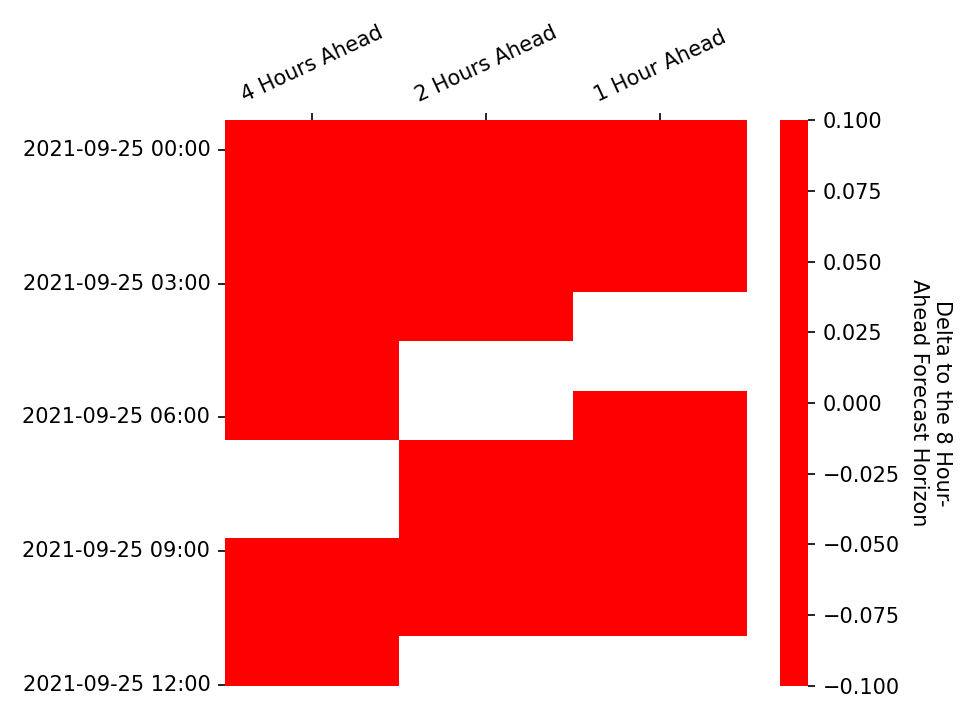 4 Hours Ahead
2 Hours Ahead
1 Hour Ahead
2021-09-25 00:00
2021-09-25 03:00
2021-09-25 06:00
2021-09-25 09:00
2021-09-25 12:00
0.100
0.075
0.050
0.025
0.000
−0.025
−0.050
−0.075
−0.100
Delta to the 8 Hour-
Ahead Forecast Horizon